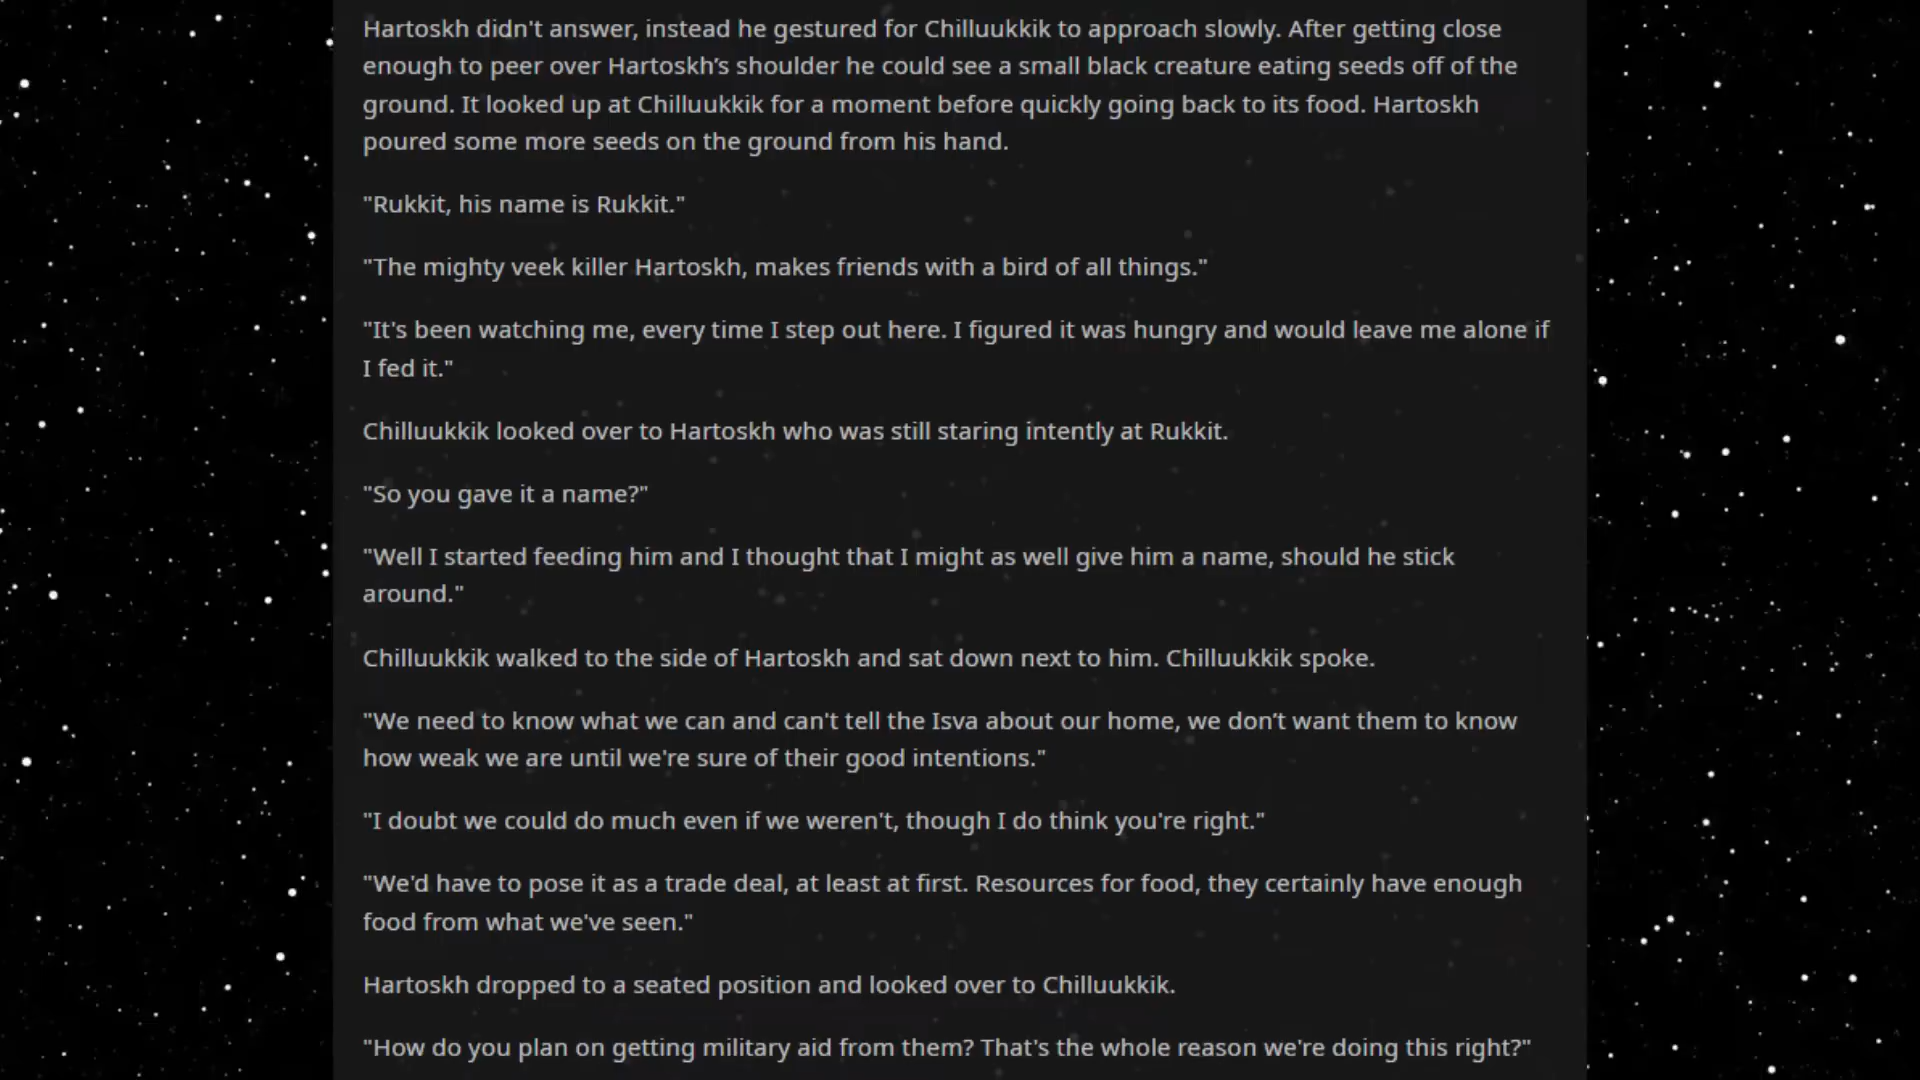 Hartoskh didn't answer, instead he gestured for Chilluukkik to approach slowly. After getting close
enough to peer over Hartoskh’s shoulder he could see a small black creature eating seeds off of the
ground. It looked up at Chilluukkik for a moment before quickly going back to its food. Hartoskh
poured some more seeds on the ground from his hand.
"Rukkit, his name is Rukkit."
"The mighty veek killer Hartoskh, makes friends with a bird of all things."
"It's been watching me, every time I step out here. I figured it was hungry and would leave me alone if
I fed it."
Chilluukkik looked over to Hartoskh who was still staring intently at Rukkit.
"So you gave it a name?"
"Well I started feeding him and I thought that I might as well give him a name, should he stick
around."
Chilluukkik walked to the side of Hartoskh and sat down next to him. Chilluukkik spoke.
"We need to know what we can and can't tell the Isva about our home, we don’t want them to know
how weak we are until we're sure of their good intentions."
"I doubt we could do much even if we weren't, though I do think you're right."
"We'd have to pose it as a trade deal, at least at first. Resources for food, they certainly have enough
food from what we've seen."
Hartoskh dropped to a seated position and looked over to Chilluukkik.
"How do you plan on getting military aid from them? That's the whole reason we're doing this right?"